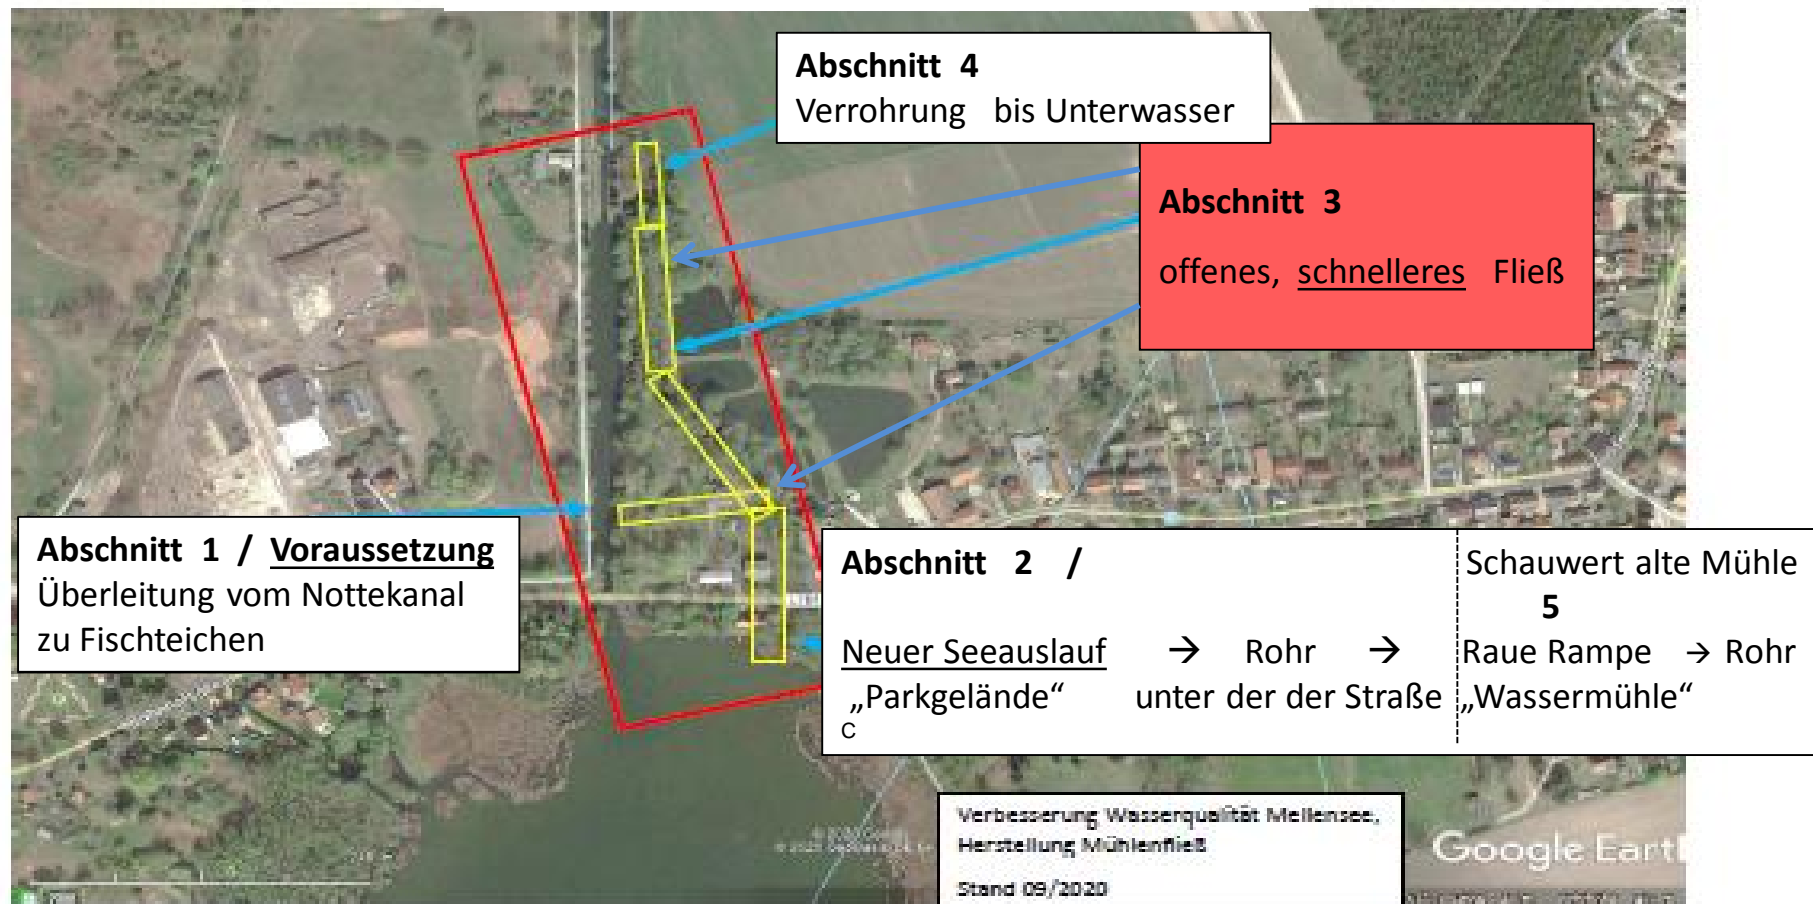 Abschnitt 4
Verrohrung bis Unterwasser
Abschnitt 3
offenes, schnelleres Fließ
Abschnitt 1 / Voraussetzung
Überleitung vom Nottekanal
zu Fischteichen
Abschnitt 2 /
Neuer Seeauslauf → Rohr →
„Parkgelände“ unter der der Straße
C
Schauwert alte Mühle
5
Raue Rampe → Rohr
„Wassermühle“
Verbesserung Wasserqualität Mellensee,
Herstellung Mühlenfließ
Stand 09/2020
Google Eart